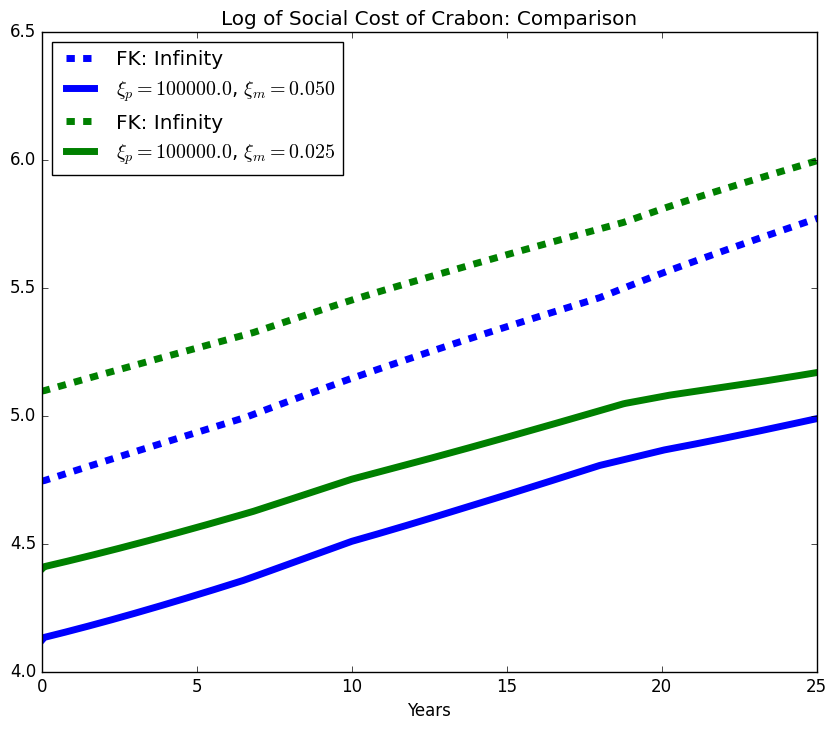 Log of Social Cost of Crabon: Comparison
6.5
6.0
5.5
5.0
4.5
4.0
FK: Infinity
ξp = 100000.0, ξm = 0.050
FK: Infinity
ξp = 100000.0, ξm = 0.025
0 5 10 15 20 25
Years